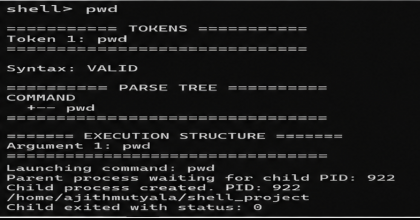 shell> pwd
=========== TOKENS ===========
Token 1: pwd
==============================
Syntax: VALID
========== PARSE TREE ==========
COMMAND
+-- pwd
================================
======= EXECUTION STRUCTURE =======
Argument 1: pwd
================================
Launching command: pwd
Parent process waiting for child PID: 922
Child process created. PID: 922
/home/ajithmutyala/shell_project
Child exited with status: 0